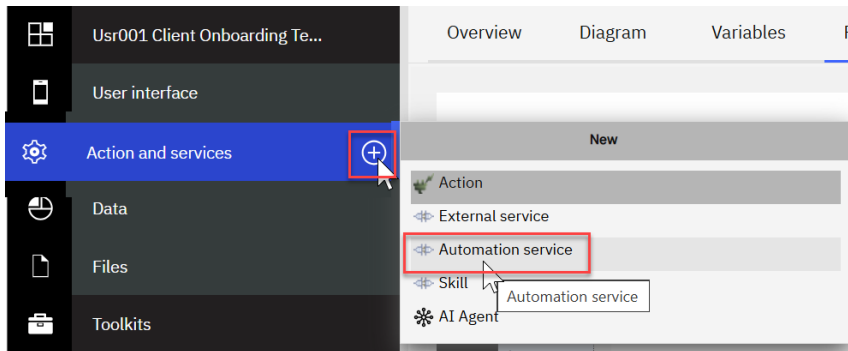 Usr001 Client Onboarding Te...
User interface
Action and services
Data
Files
Toolkits
Overview Diagram Variables
New
Action
External service
Automation service
Skill
Automation service
AI Agent